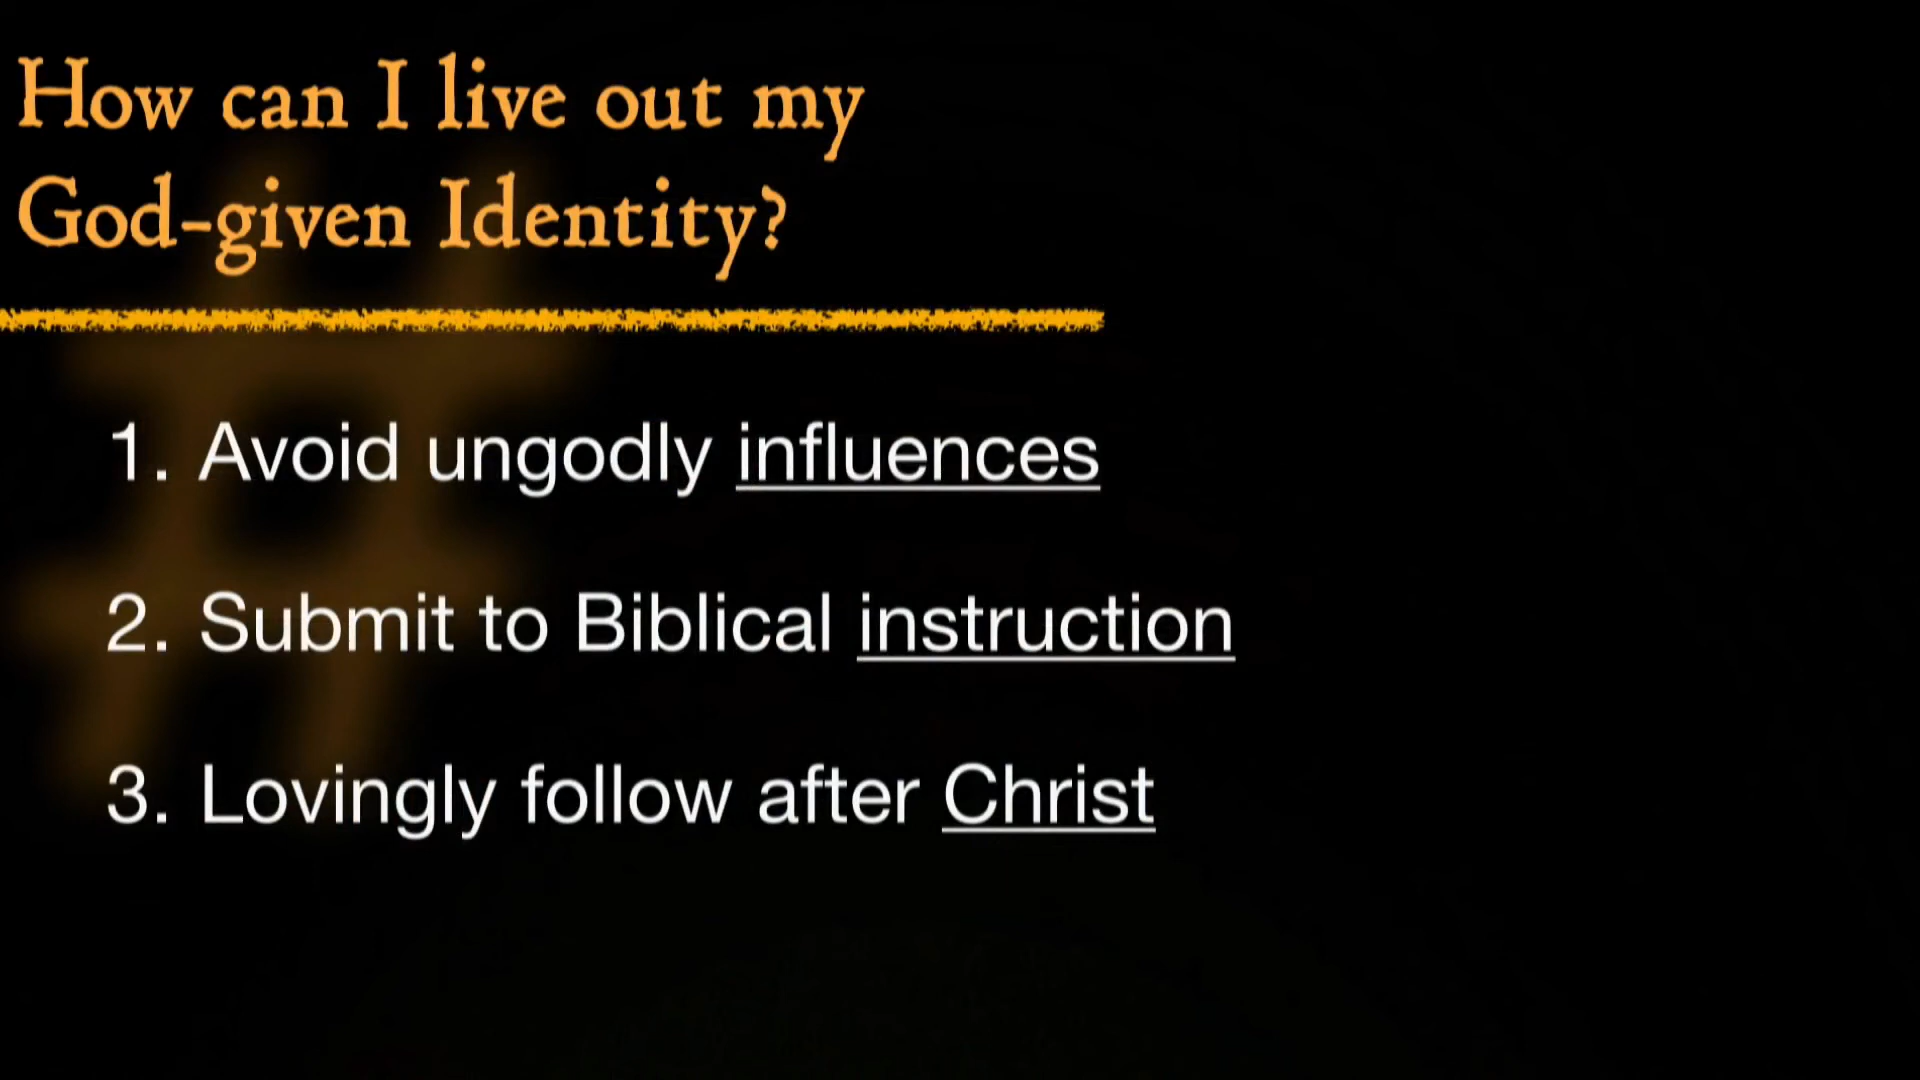 How can I live out my
God-given Identity?
1. Avoid ungodly influences
2. Submit to Biblical instruction
3. Lovingly follow after Christ